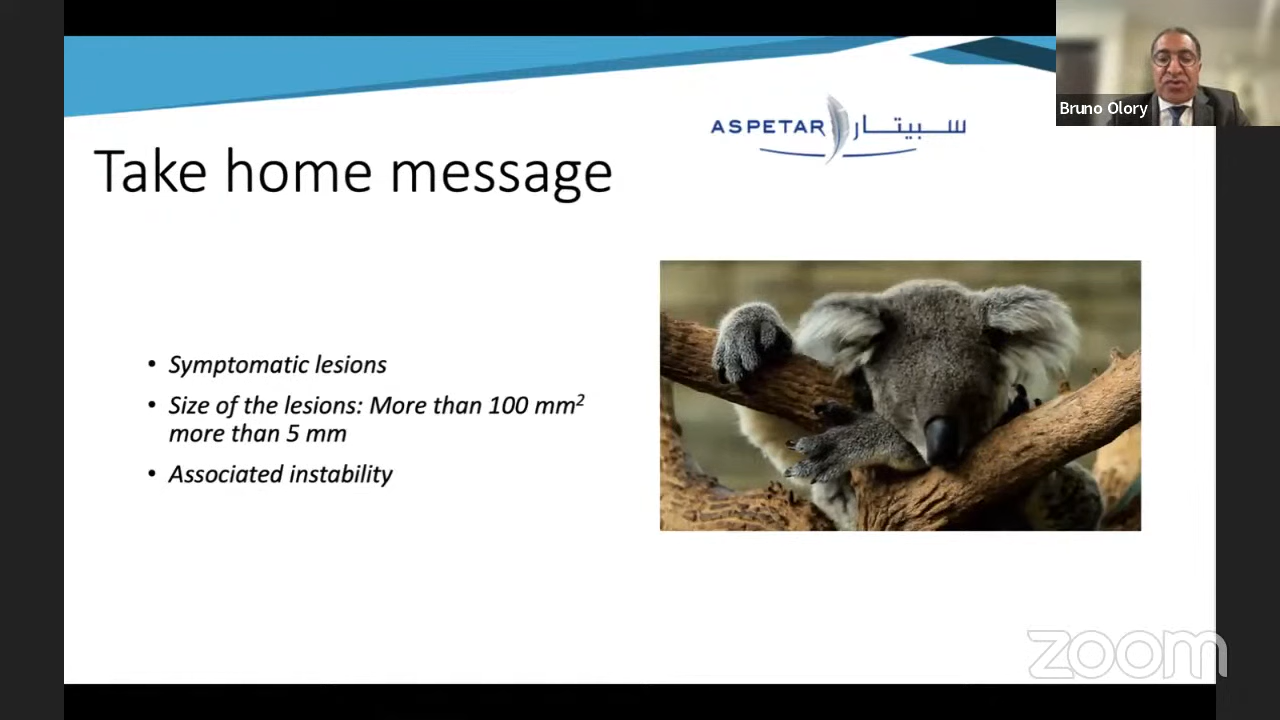 Bruno Olory
ASPETAR سبيتار
Take home message
• Symptomatic lesions
• Size of the lesions: More than 100 mm²
more than 5 mm
• Associated instability
zoom